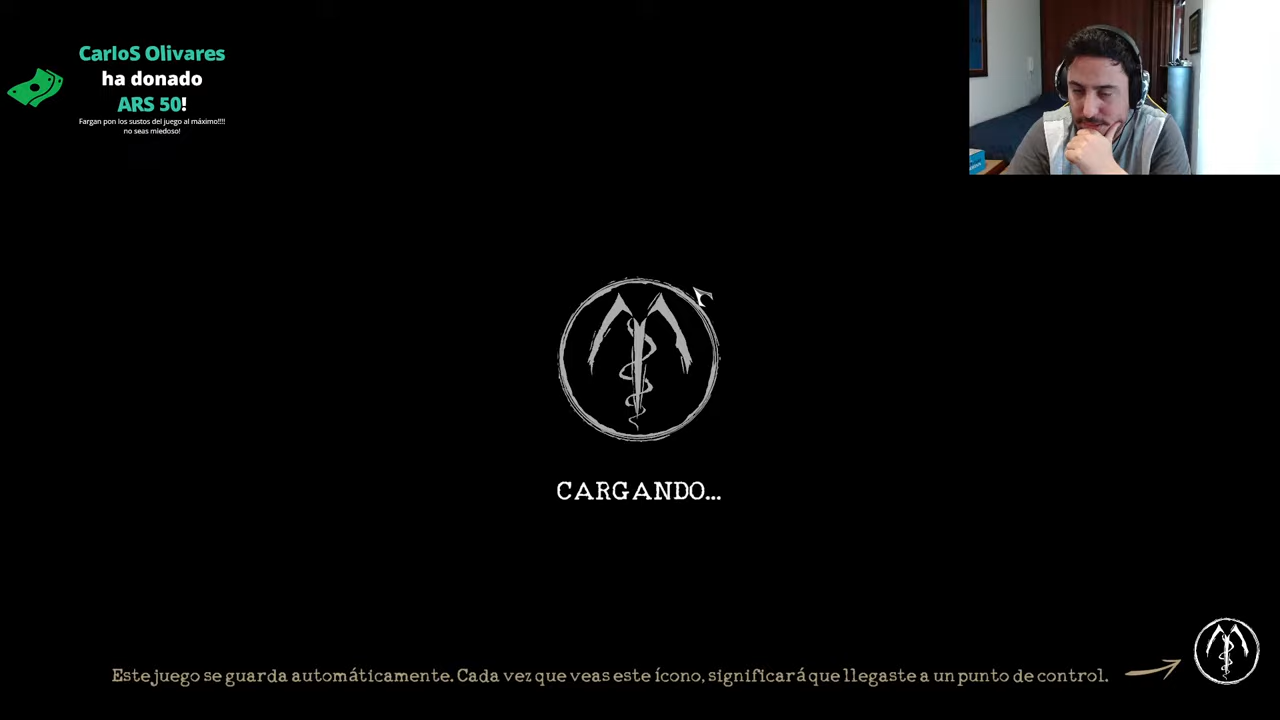 CarloS Olivares
ha donado
ARS 50!
Fargan pon los sustos del juego al máximo!!!!
no seas miedoso!
CARGANDO...
Este juego se guarda automáticamente. Cada vez que veas este ícono, significará que llegaste a un punto de control.